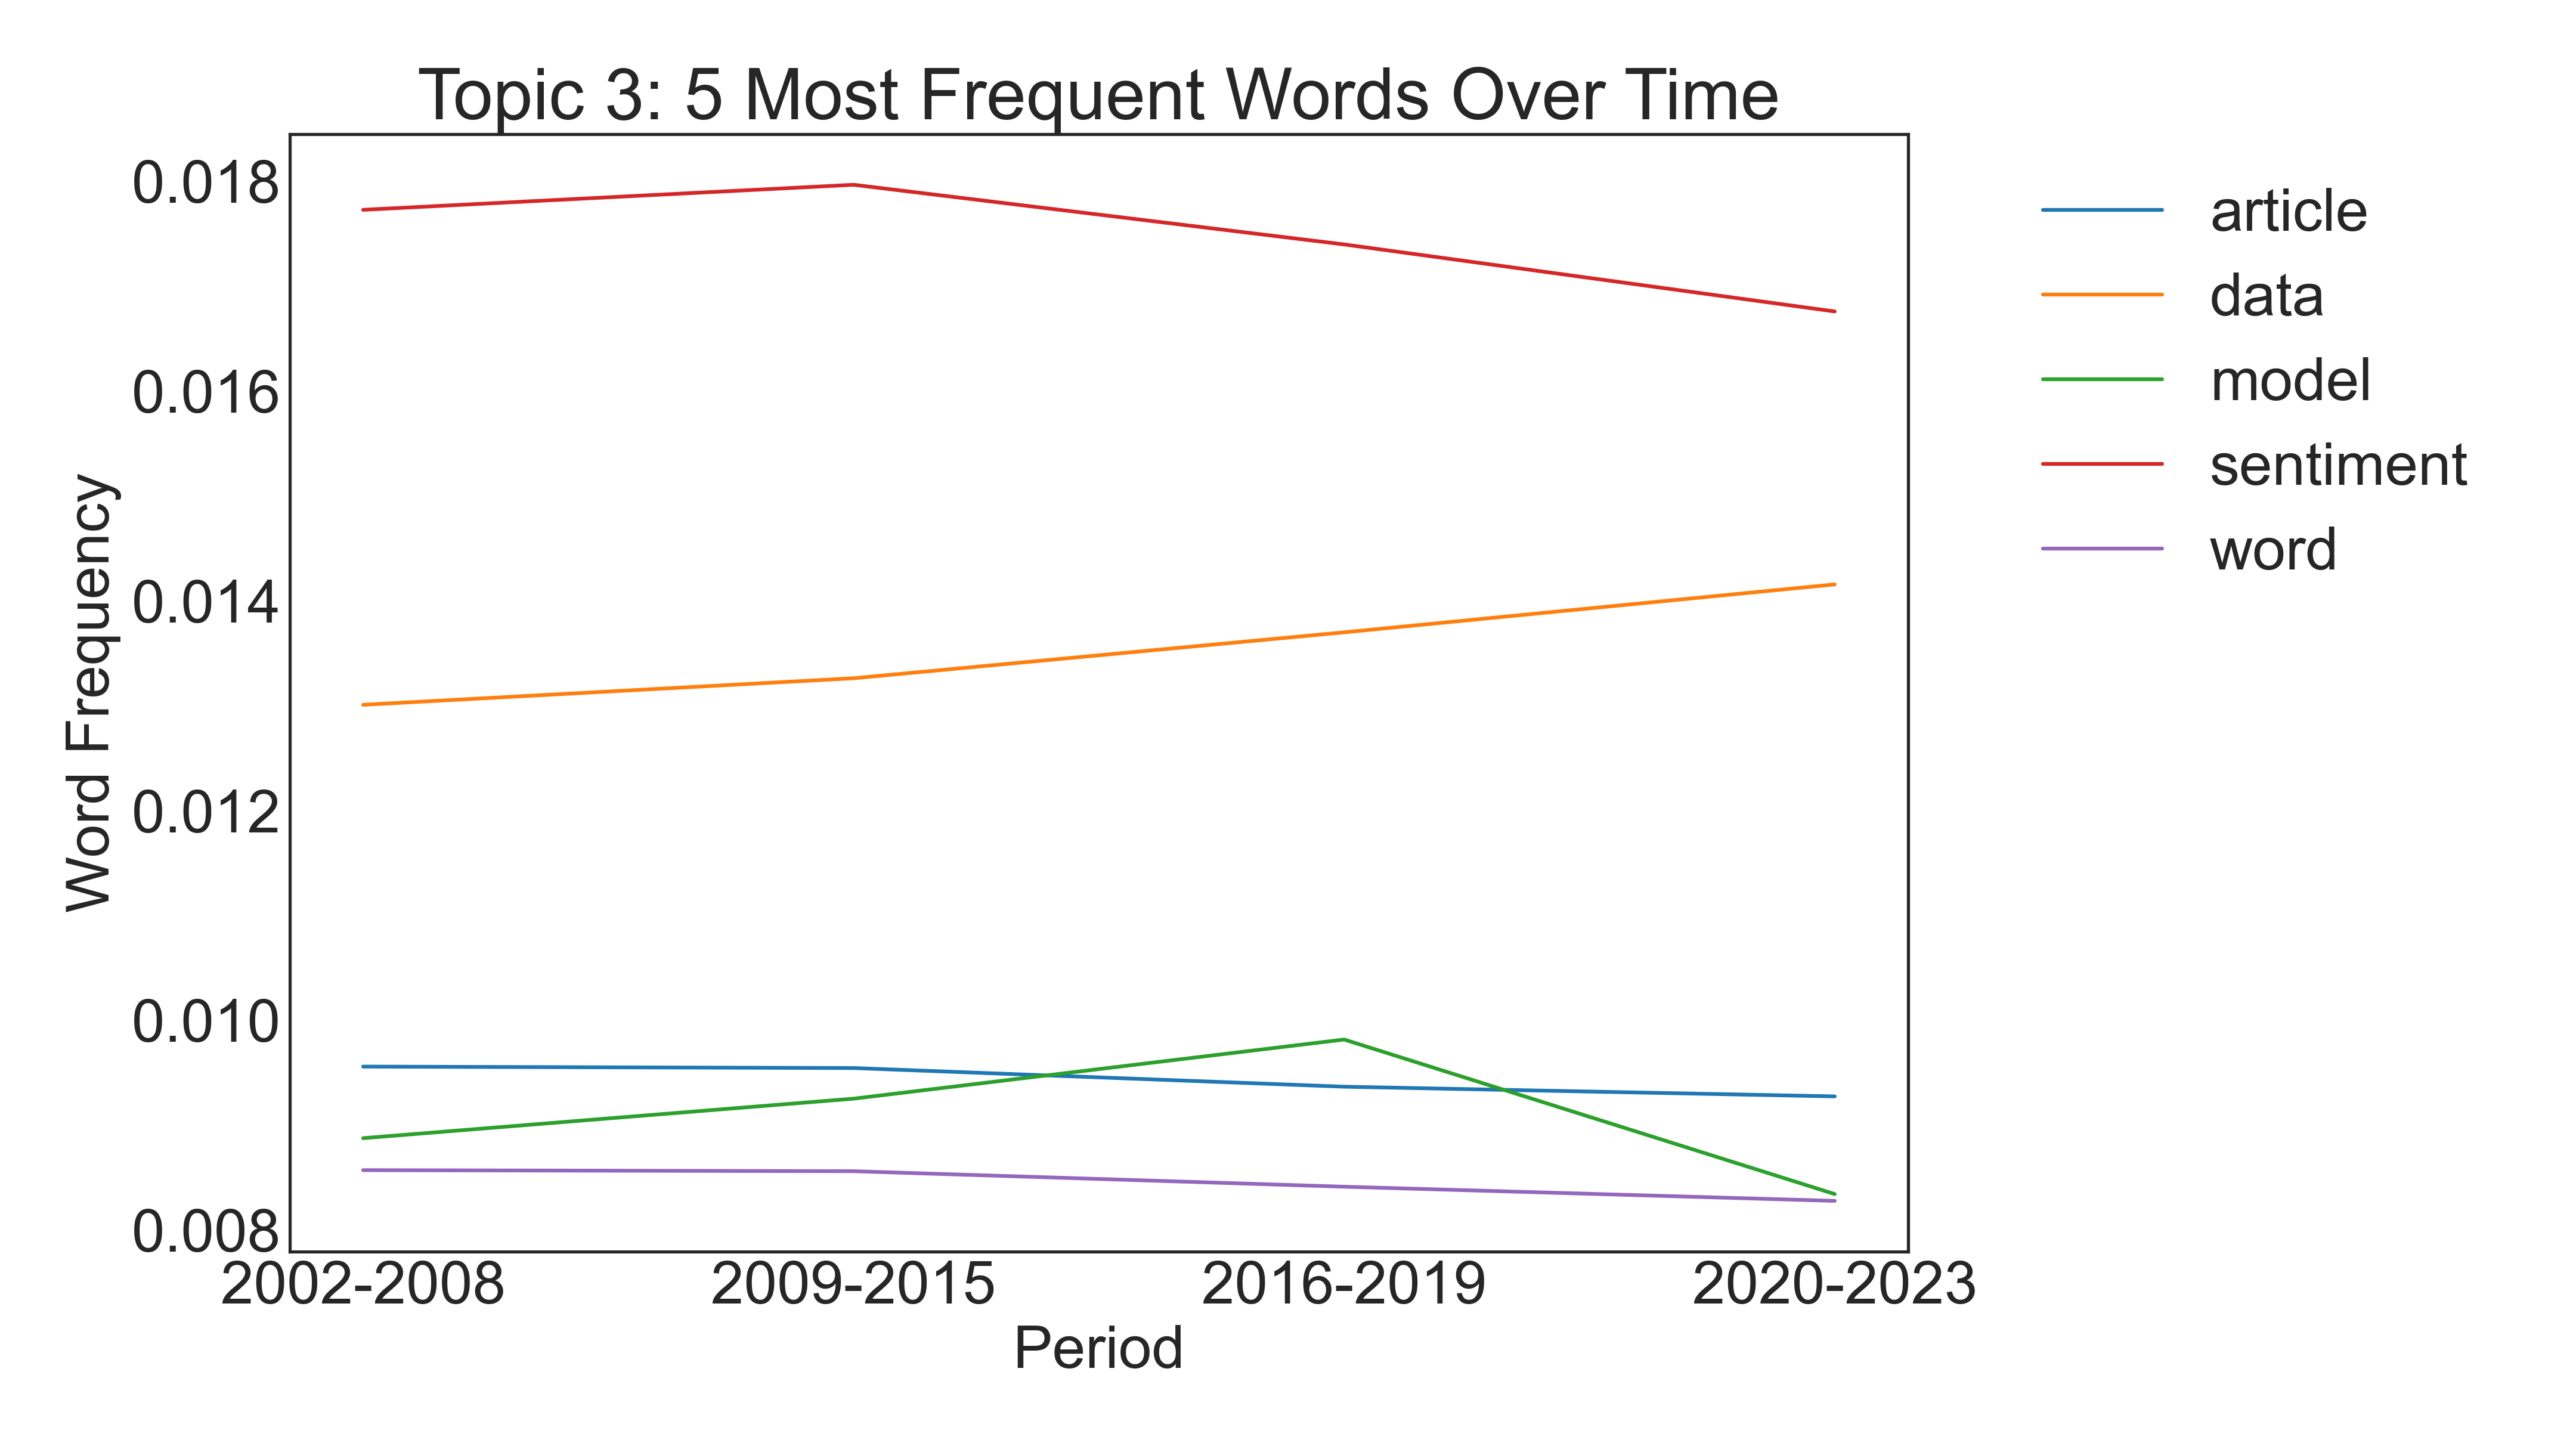 Topic 3: 5 Most Frequent Words Over Time
0.018
0.016
0.014
0.012
0.010
0.008
Word Frequency
2002-2008 2009-2015 2016-2019 2020-2023
Period
article
data
model
sentiment
word